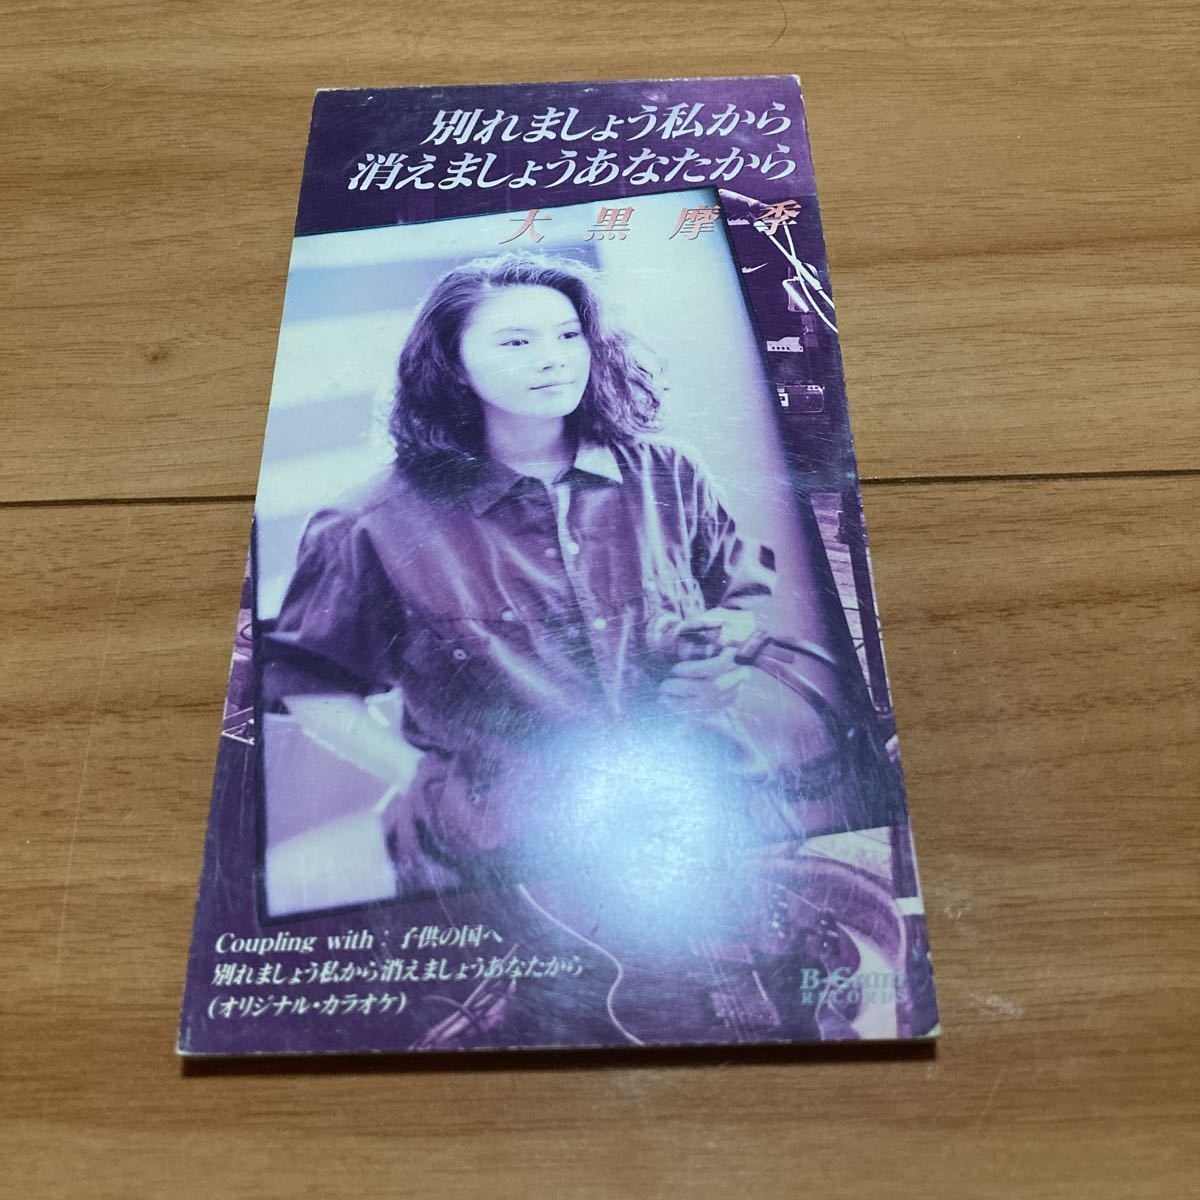 別れましょう私から
消えましょうあなたから
大黒摩季
Coupling with : 子供の国へ
別れましょう私から消えましょうあなたから
(オリジナル・カラオケ)
B-Gram
RECORDS